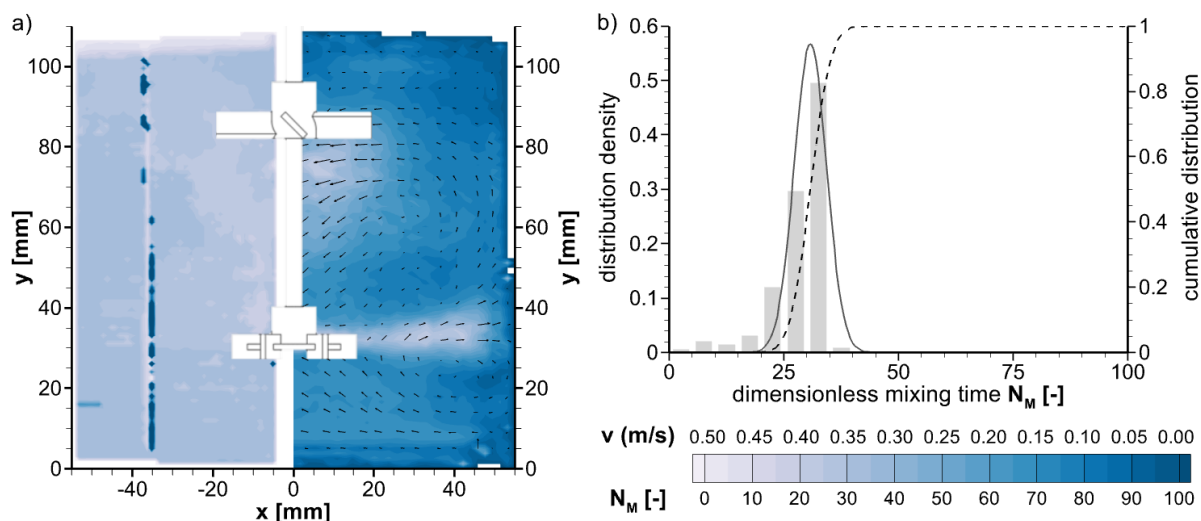 a)
y [mm]
100
80
60
40
20
0
-40 -20 0 20 40
x [mm]
100
80
60
40
20
0
y [mm]
b)
distribution density
0.6
0.5
0.4
0.3
0.2
0.1
0
1
0.8
0.6
0.4
0.2
0
cumulative distribution
0 25 50 75 100
dimensionless mixing time N_M [-]
v (m/s) 0.50 0.45 0.40 0.35 0.30 0.25 0.20 0.15 0.10 0.05 0.00
N_M [-] 0 10 20 30 40 50 60 70 80 90 100